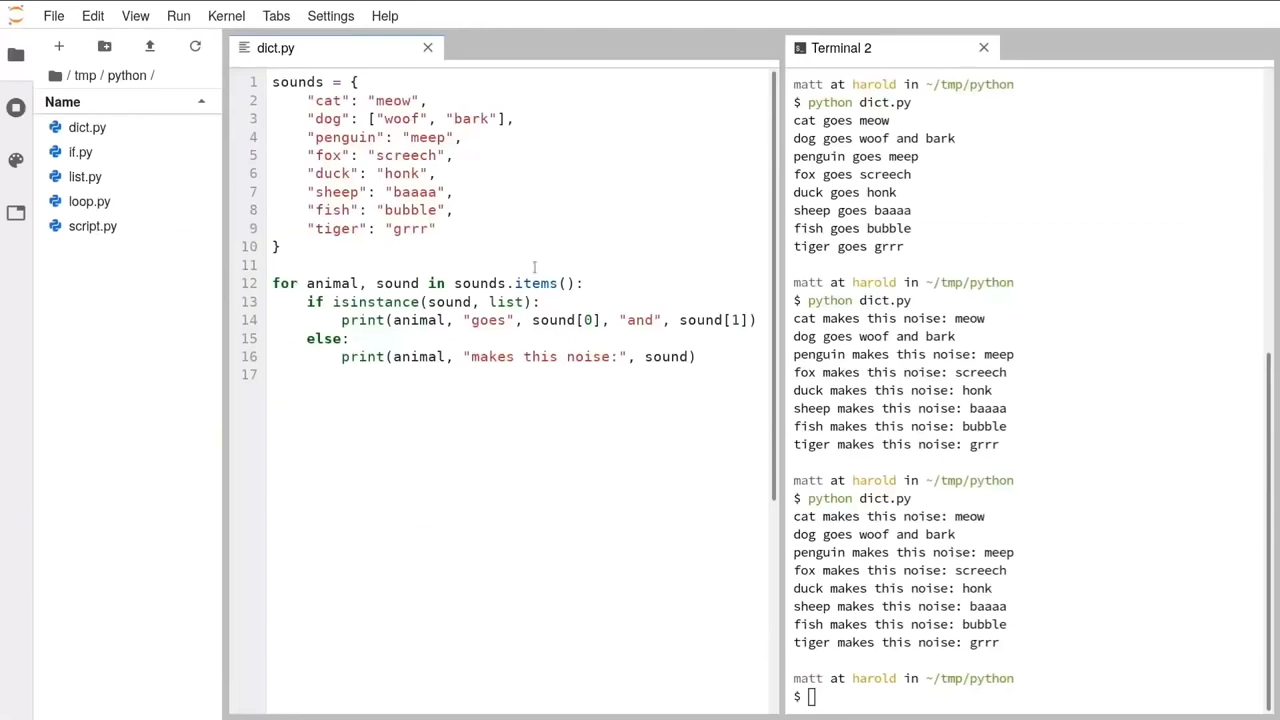 File Edit View Run Kernel Tabs Settings Help
/ tmp / python /
Name
dict.py
if.py
list.py
loop.py
script.py
dict.py
1 sounds = {
2     "cat": "meow",
3     "dog": ["woof", "bark"],
4     "penguin": "meep",
5     "fox": "screech",
6     "duck": "honk",
7     "sheep": "baaaa",
8     "fish": "bubble",
9     "tiger": "grrr"
10 }
11
12 for animal, sound in sounds.items():
13     if isinstance(sound, list):
14         print(animal, "goes", sound[0], "and", sound[1])
15     else:
16         print(animal, "makes this noise:", sound)
17
Terminal 2
matt at harold in ~/tmp/python
$ python dict.py
cat goes meow
dog goes woof and bark
penguin goes meep
fox goes screech
duck goes honk
sheep goes baaaa
fish goes bubble
tiger goes grrr
matt at harold in ~/tmp/python
$ python dict.py
cat makes this noise: meow
dog goes woof and bark
penguin makes this noise: meep
fox makes this noise: screech
duck makes this noise: honk
sheep makes this noise: baaaa
fish makes this noise: bubble
tiger makes this noise: grrr
matt at harold in ~/tmp/python
$ python dict.py
cat makes this noise: meow
dog goes woof and bark
penguin makes this noise: meep
fox makes this noise: screech
duck makes this noise: honk
sheep makes this noise: baaaa
fish makes this noise: bubble
tiger makes this noise: grrr
matt at harold in ~/tmp/python
$